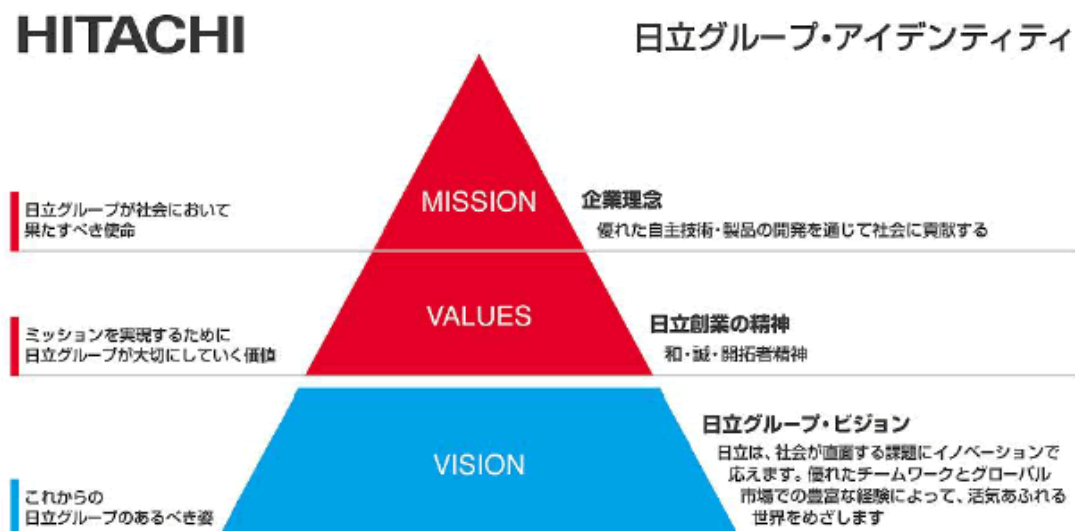 HITACHI
日立グループ・アイデンティティ
日立グループが社会において
果たすべき使命
MISSION
企業理念
優れた自主技術・製品の開発を通じて社会に貢献する
ミッションを実現するために
日立グループが大切にしていく価値
VALUES
日立創業の精神
和・誠・開拓者精神
これからの
日立グループのあるべき姿
VISION
日立グループ・ビジョン
日立は、社会が直面する課題にイノベーションで
応えます。優れたチームワークとグローバル
市場での豊富な経験によって、活気あふれる
世界をめざします